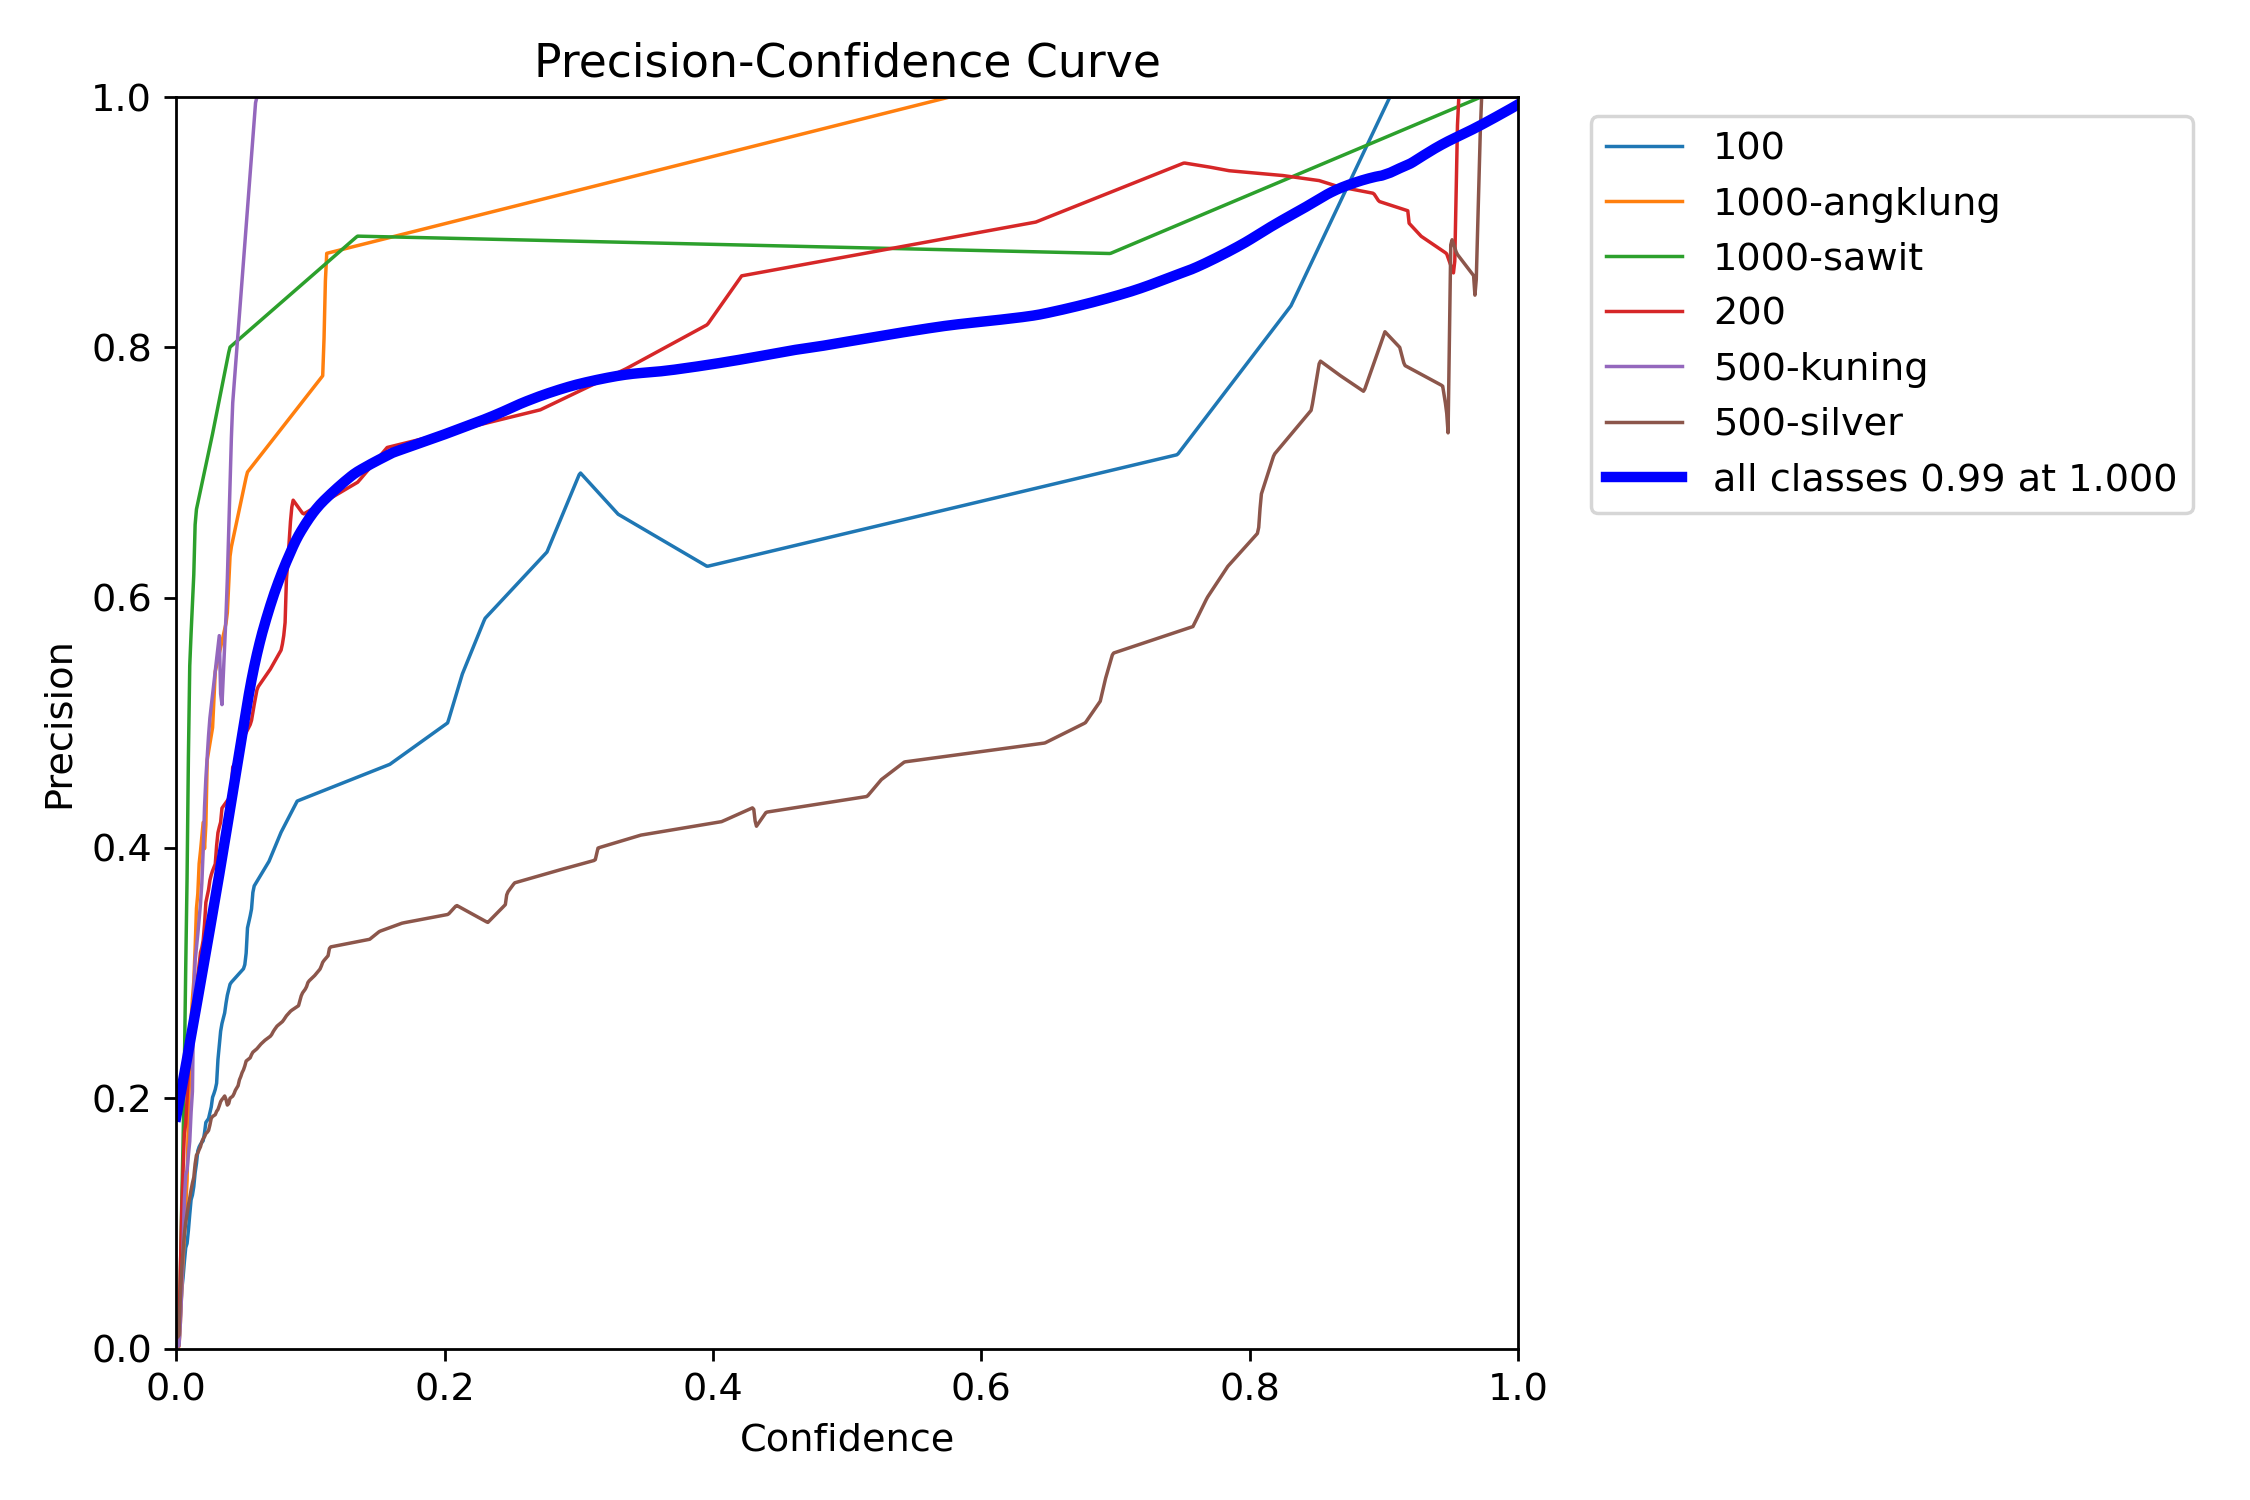 Precision-Confidence Curve
1.0
0.8
0.6
0.4
0.2
0.0
Precision
0.0 0.2 0.4 0.6 0.8 1.0
Confidence
100
1000-angklung
1000-sawit
200
500-kuning
500-silver
all classes 0.99 at 1.000